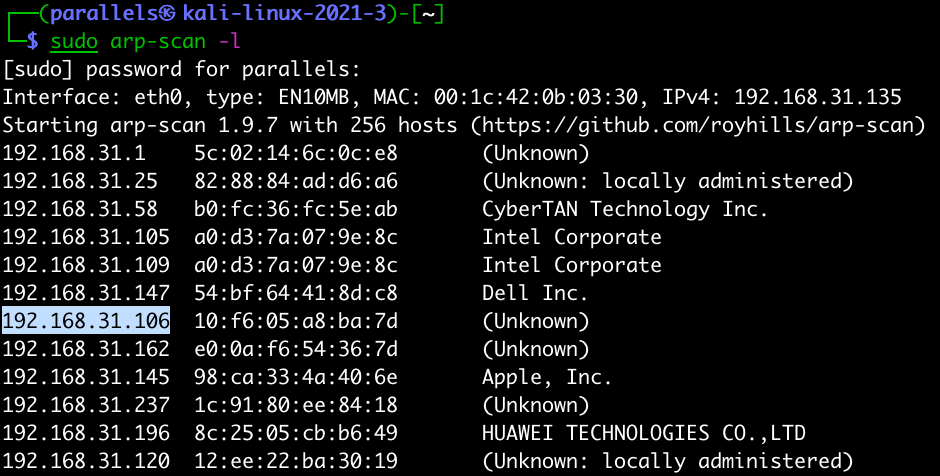 ┌──(parallels㉿kali-linux-2021-3)-[~]
└─$ sudo arp-scan -l
[sudo] password for parallels:
Interface: eth0, type: EN10MB, MAC: 00:1c:42:0b:03:30, IPv4: 192.168.31.135
Starting arp-scan 1.9.7 with 256 hosts (https://github.com/royhills/arp-scan)
192.168.31.1 5c:02:14:6c:0c:e8 (Unknown)
192.168.31.25 82:88:84:ad:d6:a6 (Unknown: locally administered)
192.168.31.58 b0:fc:36:fc:5e:ab CyberTAN Technology Inc.
192.168.31.105 a0:d3:7a:07:9e:8c Intel Corporate
192.168.31.109 a0:d3:7a:07:9e:8c Intel Corporate
192.168.31.147 54:bf:64:41:8d:c8 Dell Inc.
192.168.31.106 10:f6:05:a8:ba:7d (Unknown)
192.168.31.162 e0:0a:f6:54:36:7d (Unknown)
192.168.31.145 98:ca:33:4a:40:6e Apple, Inc.
192.168.31.237 1c:91:80:ee:84:18 (Unknown)
192.168.31.196 8c:25:05:cb:b6:49 HUAWEI TECHNOLOGIES CO.,LTD
192.168.31.120 12:ee:22:ba:30:19 (Unknown: locally administered)